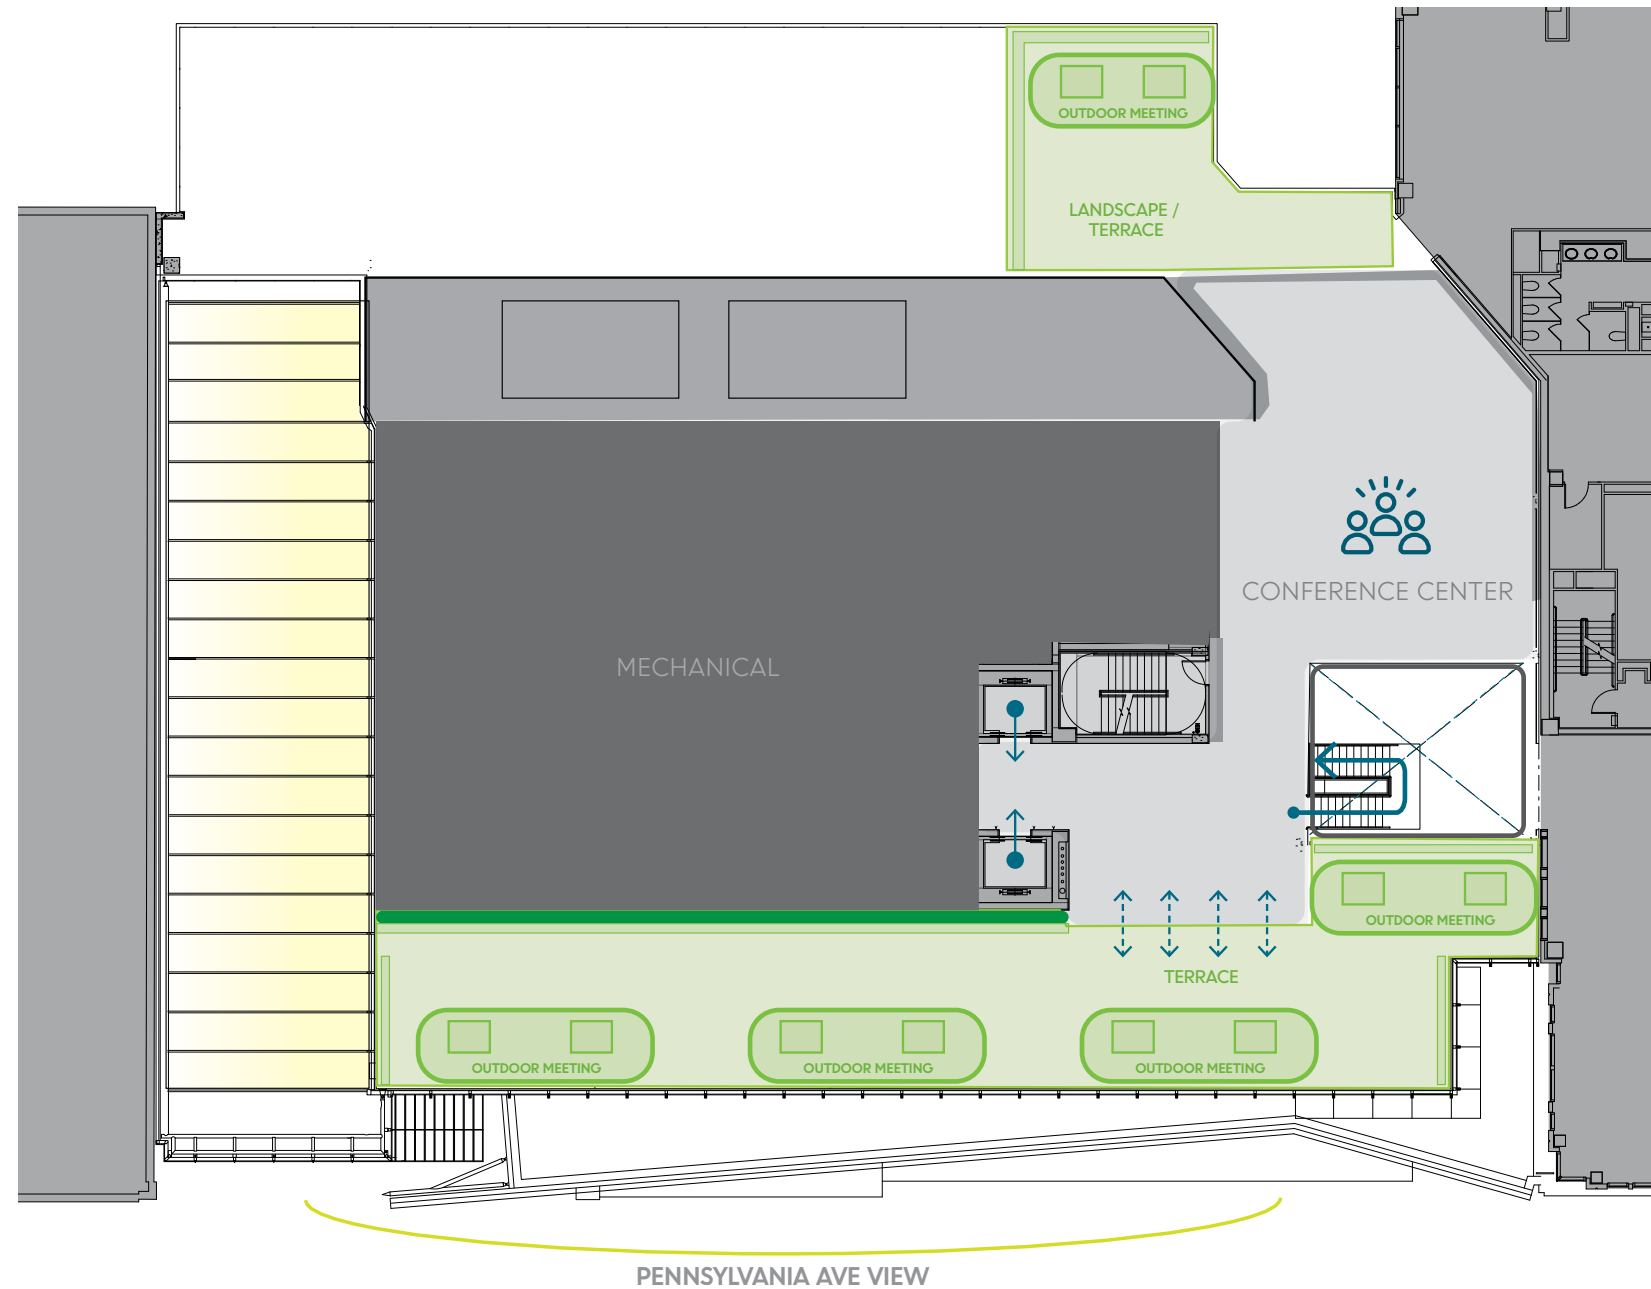 OUTDOOR MEETING
LANDSCAPE /
TERRACE
CONFERENCE CENTER
MECHANICAL
OUTDOOR MEETING
TERRACE
OUTDOOR MEETING
OUTDOOR MEETING
OUTDOOR MEETING
PENNSYLVANIA AVE VIEW